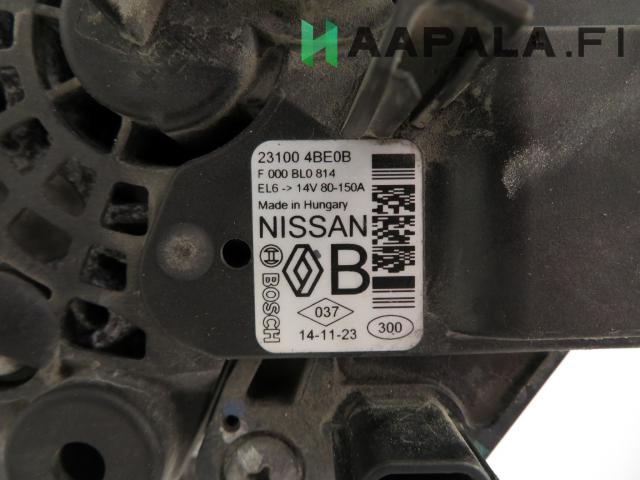 HAAPALA.FI
23100 4BE0B
F 000 BL0 814
EL6 -> 14V 80-150A
Made in Hungary
NISSAN
BOSCH
B
037
14-11-23
300